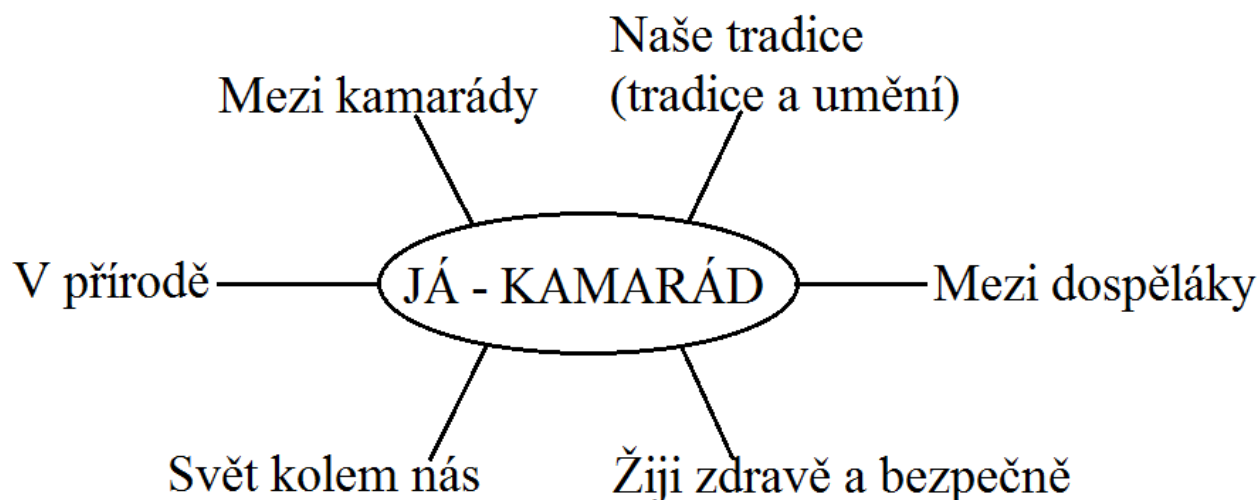 Naše tradice
(tradice a umění)
Mezi kamarády
V přírodě
JÁ - KAMARÁD
Mezi dospěláky
Svět kolem nás
Žiji zdravě a bezpečně